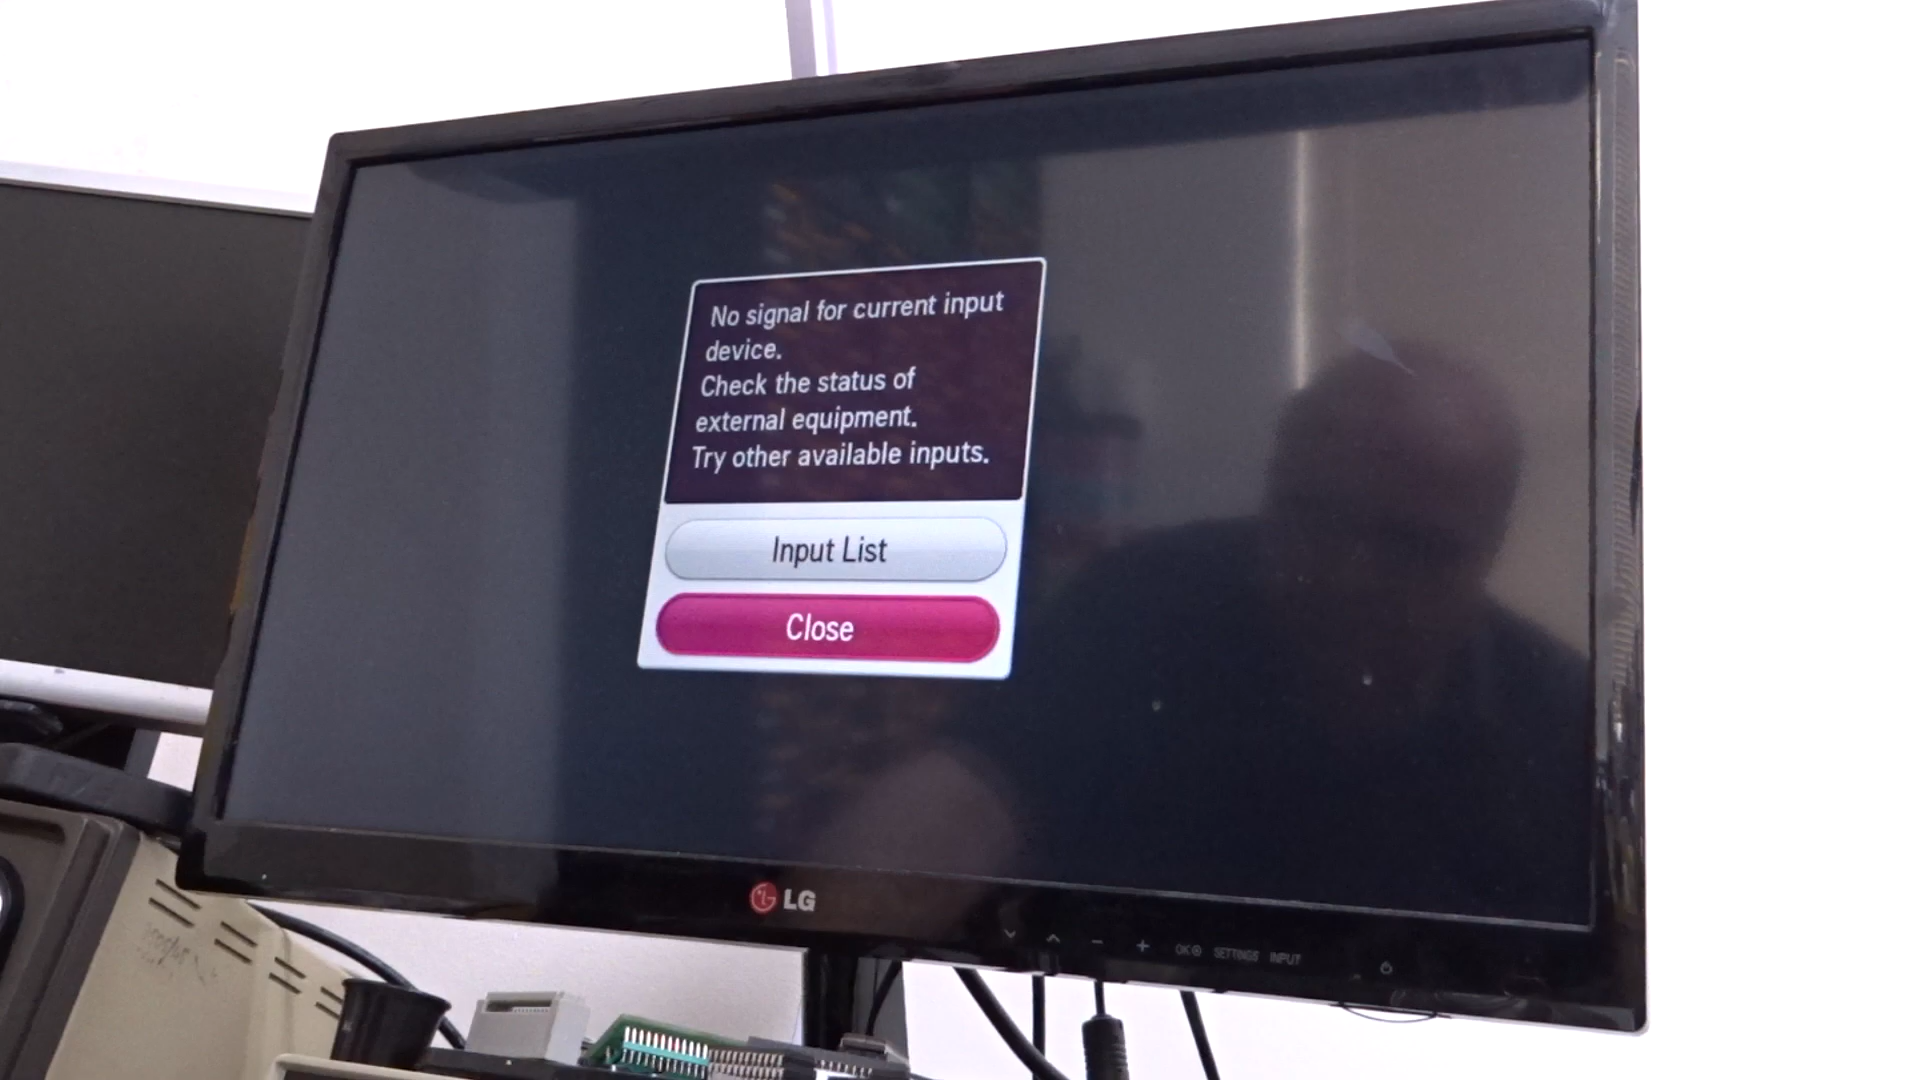 No signal for current input
device.
Check the status of
external equipment.
Try other available inputs.
Input List
Close
LG
OK
SETTINGS
INPUT